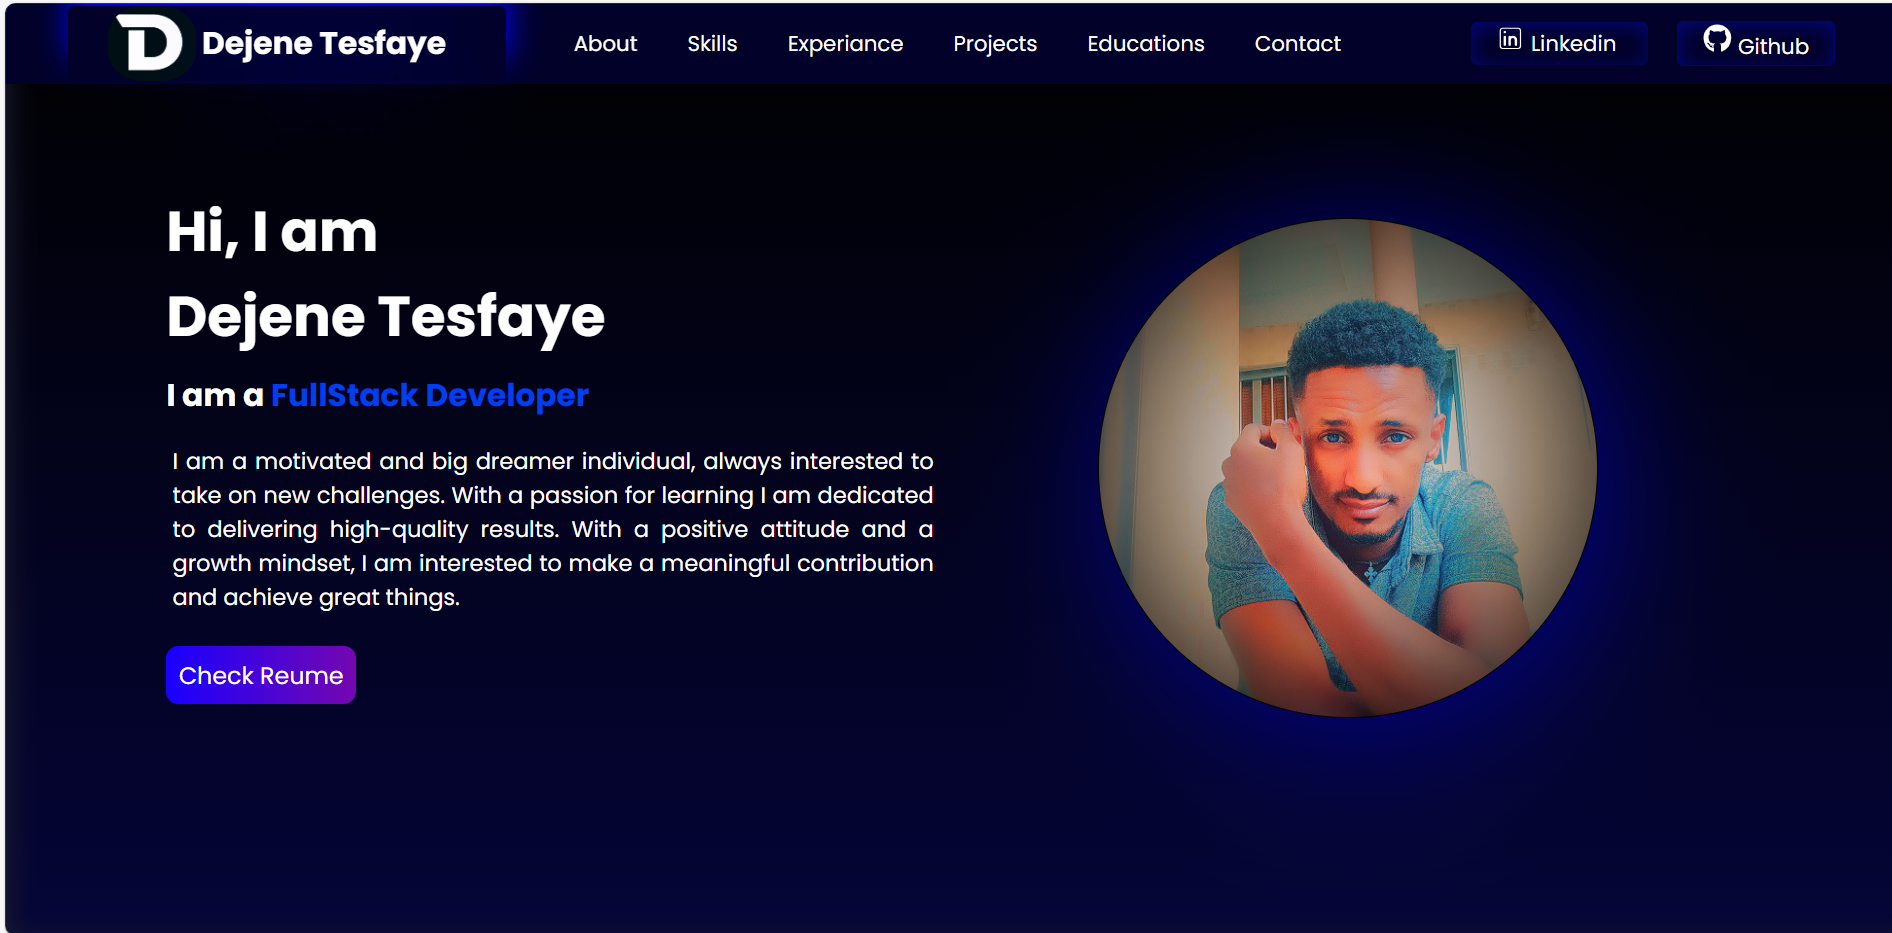 D Dejene Tesfaye
About Skills Experiance Projects Educations Contact
in Linkedin
Github
Hi, I am
Dejene Tesfaye
I am a FullStack Developer
I am a motivated and big dreamer individual, always interested to
take on new challenges. With a passion for learning I am dedicated
to delivering high-quality results. With a positive attitude and a
growth mindset, I am interested to make a meaningful contribution
and achieve great things.
Check Reume